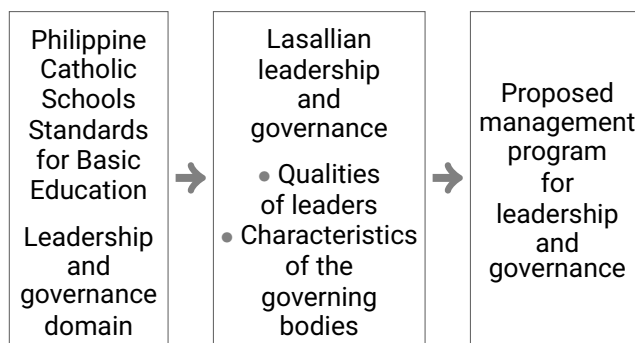 Philippine
Catholic
Schools
Standards
for Basic
Education
Leadership
and
governance
domain
Lasallian
leadership
and
governance
• Qualities
of leaders
• Characteristics
of the
governing
bodies
Proposed
management
program
for
leadership
and
governance